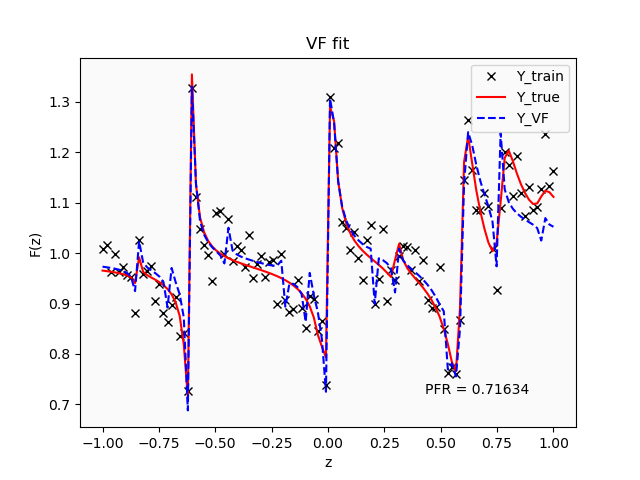 VF fit
F(z)
1.3
1.2
1.1
1.0
0.9
0.8
0.7
Y_train
Y_true
Y_VF
PFR = 0.71634
−1.00 −0.75 −0.50 −0.25 0.00 0.25 0.50 0.75 1.00
z